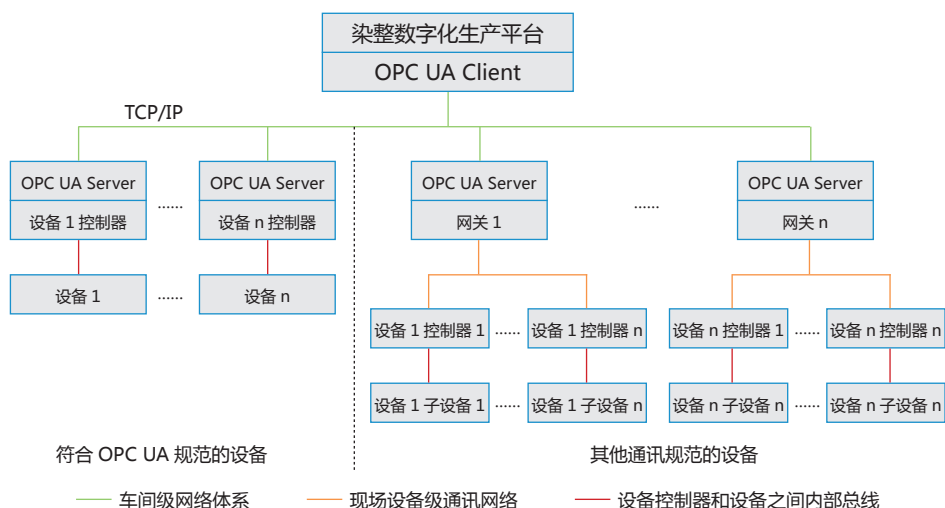 染整数字化生产平台
OPC UA Client
TCP/IP
OPC UA Server
设备 1 控制器
设备 1
......
......
OPC UA Server
设备 n 控制器
设备 n
OPC UA Server
网关 1
......
OPC UA Server
网关 n
设备 1 控制器 1 ...... 设备 1 控制器 n
设备 n 控制器 1 ...... 设备 n 控制器 n
设备 1 子设备 1 ...... 设备 1 子设备 n
设备 n 子设备 n ...... 设备 n 子设备 n
符合 OPC UA 规范的设备
其他通讯规范的设备
车间级网络体系
现场设备级通讯网络
设备控制器和设备之间内部总线